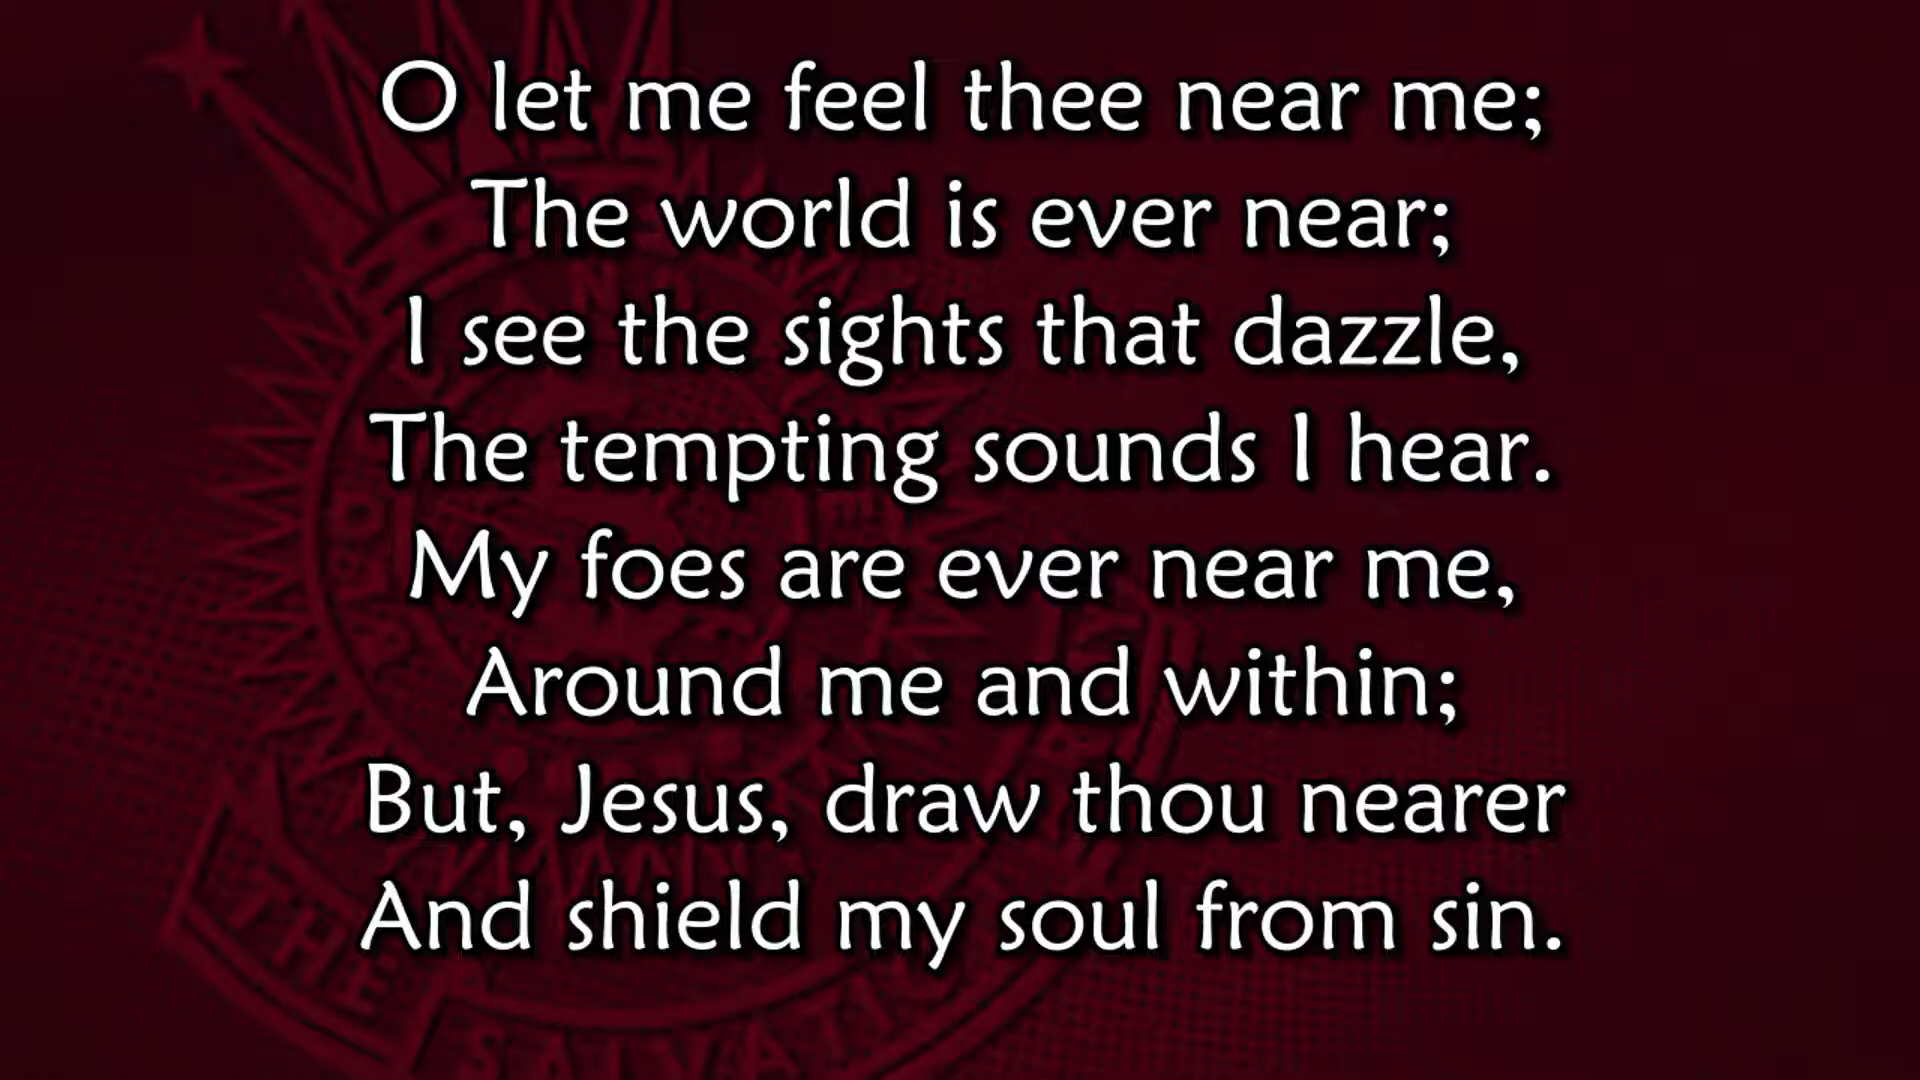 O let me feel thee near me;
The world is ever near;
I see the sights that dazzle,
The tempting sounds I hear.
My foes are ever near me,
Around me and within;
But, Jesus, draw thou nearer
And shield my soul from sin.
THE
SALVATI